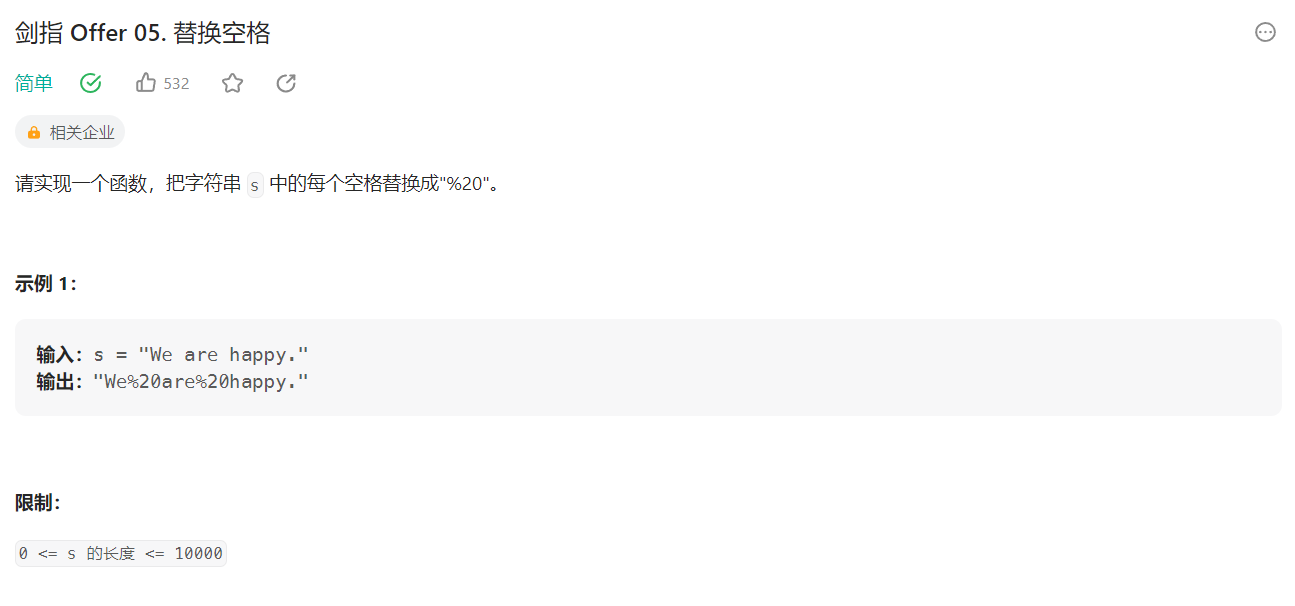 剑指 Offer 05. 替换空格
简单 532
相关企业
请实现一个函数，把字符串 s 中的每个空格替换成"%20"。
示例 1：
输入：s = "We are happy."
输出："We%20are%20happy."
限制：
0 <= s 的长度 <= 10000